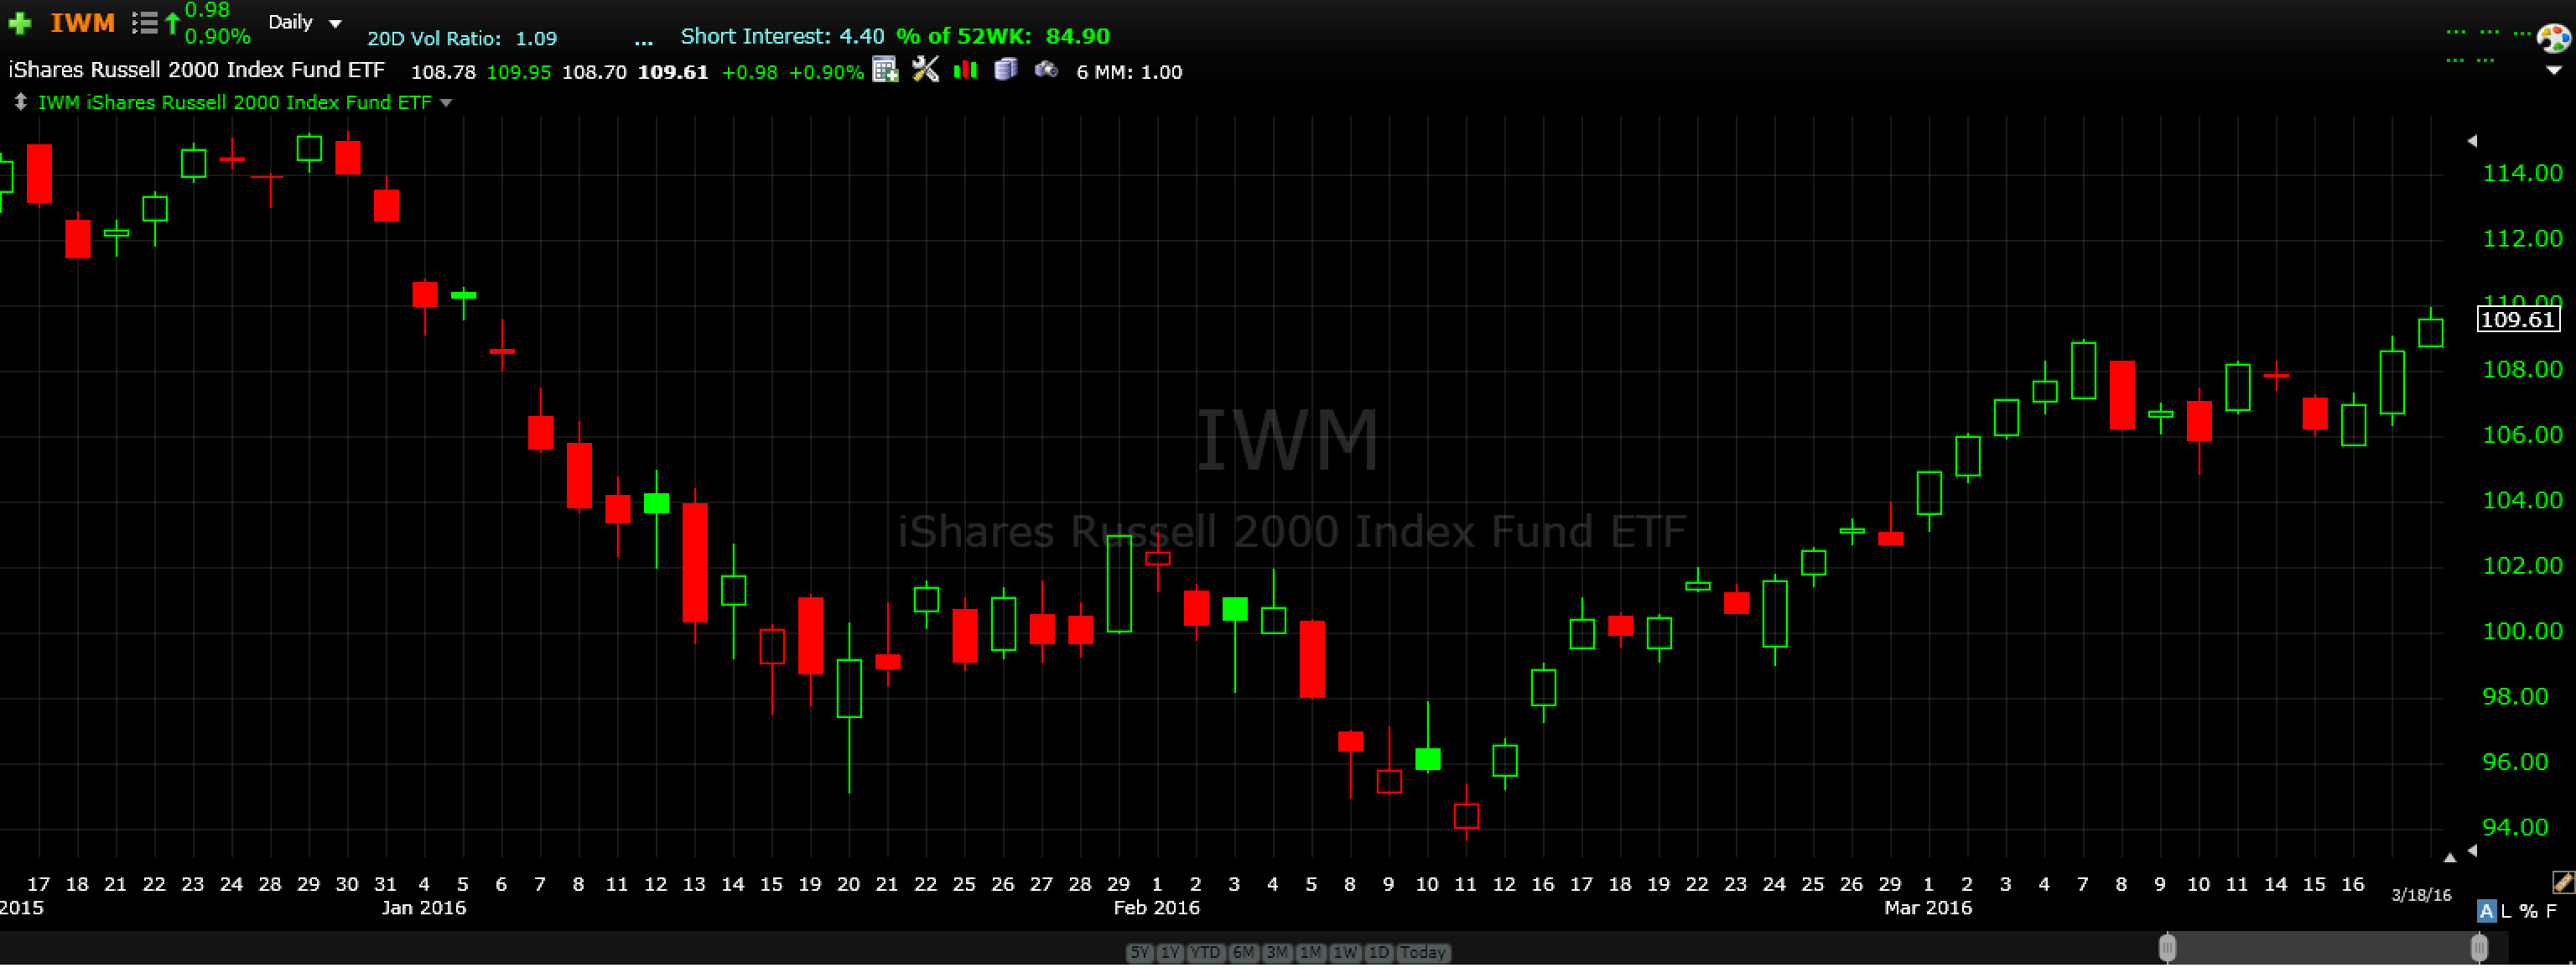 IWM 0.98 0.90% Daily
20D Vol Ratio: 1.09 ... Short Interest: 4.40 % of 52WK: 84.90
iShares Russell 2000 Index Fund ETF 108.78 109.95 108.70 109.61 +0.98 +0.90% 6 MM: 1.00
IWM iShares Russell 2000 Index Fund ETF
114.00
112.00
110.00
109.61
108.00
IWM
106.00
104.00
iShares Russell 2000 Index Fund ETF
102.00
100.00
98.00
96.00
94.00
17 18 21 22 23 24 28 29 30 31 4 5 6 7 8 11 12 13 14 15 19 20 21 22 25 26 27 28 29 1 2 3 4 5 8 9 10 11 12 16 17 18 19 22 23 24 25 26 29 1 2 3 4 7 8 9 10 11 14 15 16 3/18/16
2015 Jan 2016 Feb 2016 Mar 2016 A L % F
5Y 1Y YTD 6M 3M 1M 1W 1D Today